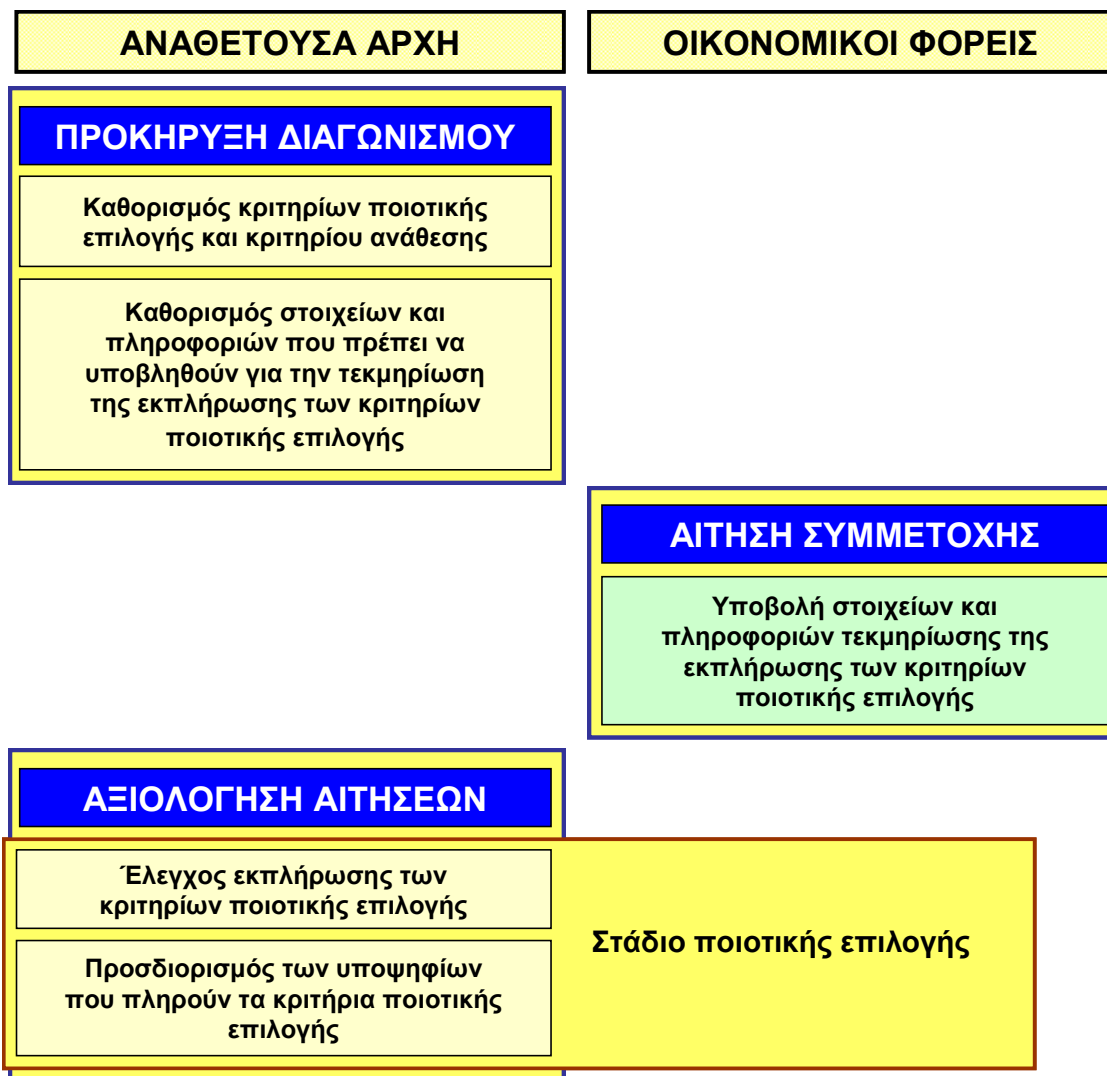 ΑΝΑΘΕΤΟΥΣΑ ΑΡΧΗ
ΟΙΚΟΝΟΜΙΚΟΙ ΦΟΡΕΙΣ
ΠΡΟΚΗΡΥΞΗ ΔΙΑΓΩΝΙΣΜΟΥ
Καθορισμός κριτηρίων ποιοτικής
επιλογής και κριτηρίου ανάθεσης
Καθορισμός στοιχείων και
πληροφοριών που πρέπει να
υποβληθούν για την τεκμηρίωση
της εκπλήρωσης των κριτηρίων
ποιοτικής επιλογής
ΑΙΤΗΣΗ ΣΥΜΜΕΤΟΧΗΣ
Υποβολή στοιχείων και
πληροφοριών τεκμηρίωσης της
εκπλήρωσης των κριτηρίων
ποιοτικής επιλογής
ΑΞΙΟΛΟΓΗΣΗ ΑΙΤΗΣΕΩΝ
Έλεγχος εκπλήρωσης των
κριτηρίων ποιοτικής επιλογής
Προσδιορισμός των υποψηφίων
που πληρούν τα κριτήρια ποιοτικής
επιλογής
Στάδιο ποιοτικής επιλογής